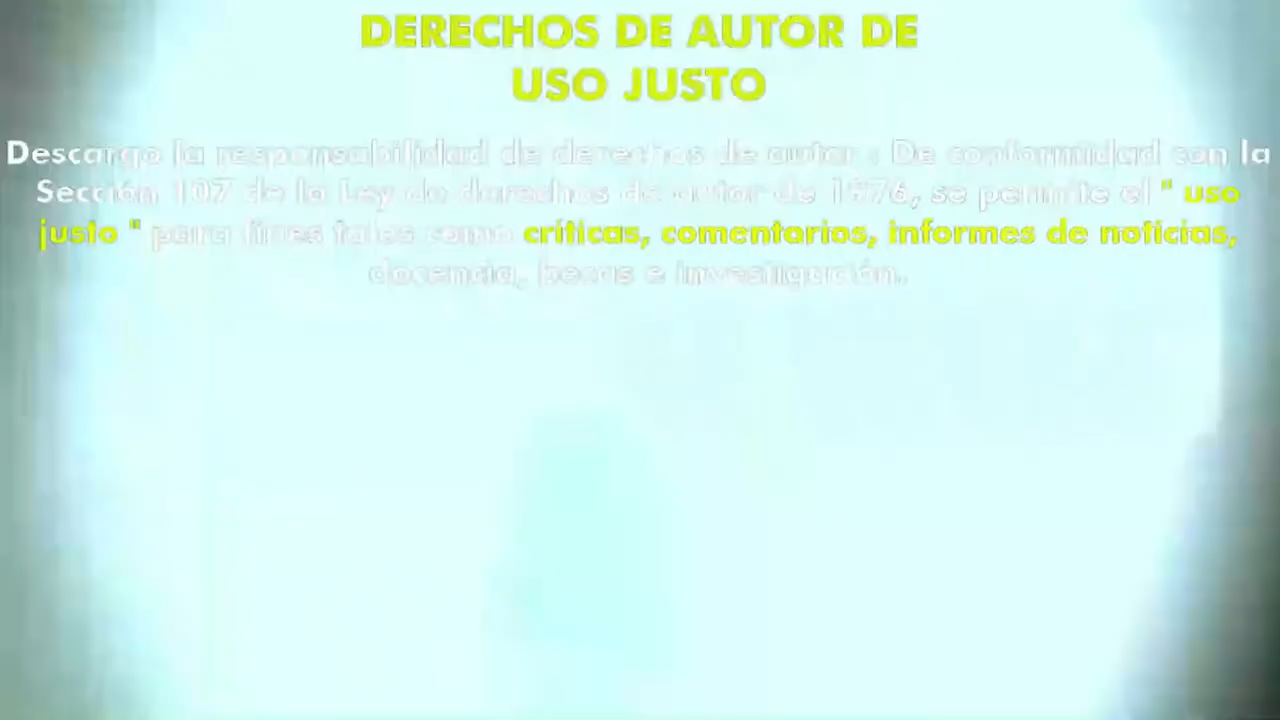 DERECHOS DE AUTOR DE
USO JUSTO
Descargo la responsabilidad de derechos de autor : De conformidad con la
Sección 107 de la Ley de derechos de autor de 1976, se permite el " uso
justo " para fines tales como críticas, comentarios, informes de noticias,
docencia, becas e investigación.